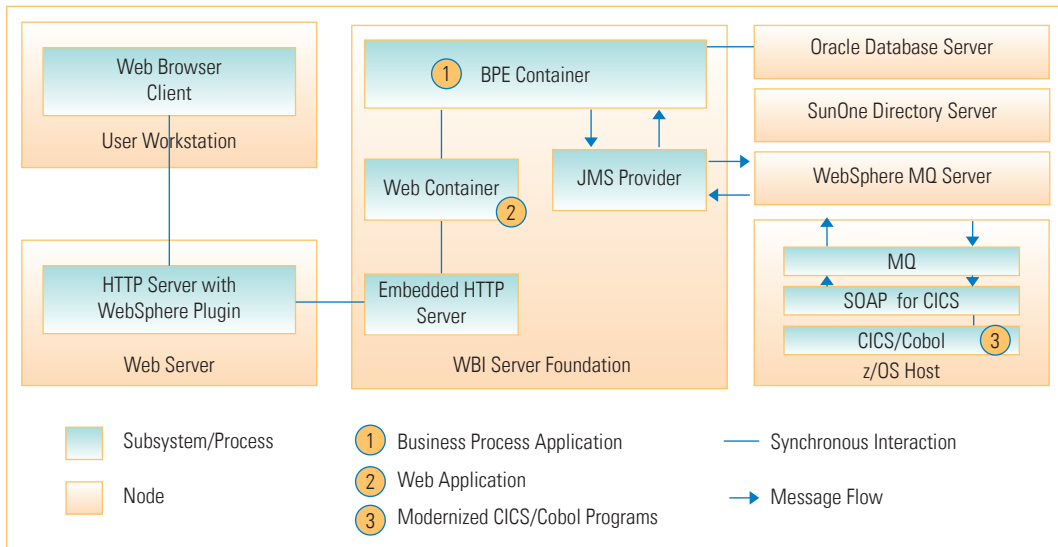 Web Browser
Client
User Workstation
HTTP Server with
WebSphere Plugin
Web Server
1 BPE Container
Web Container
2
JMS Provider
Embedded HTTP
Server
WBI Server Foundation
Oracle Database Server
SunOne Directory Server
WebSphere MQ Server
MQ
SOAP for CICS
CICS/Cobol 3
z/OS Host
Subsystem/Process
Node
1 Business Process Application
2 Web Application
3 Modernized CICS/Cobol Programs
Synchronous Interaction
Message Flow